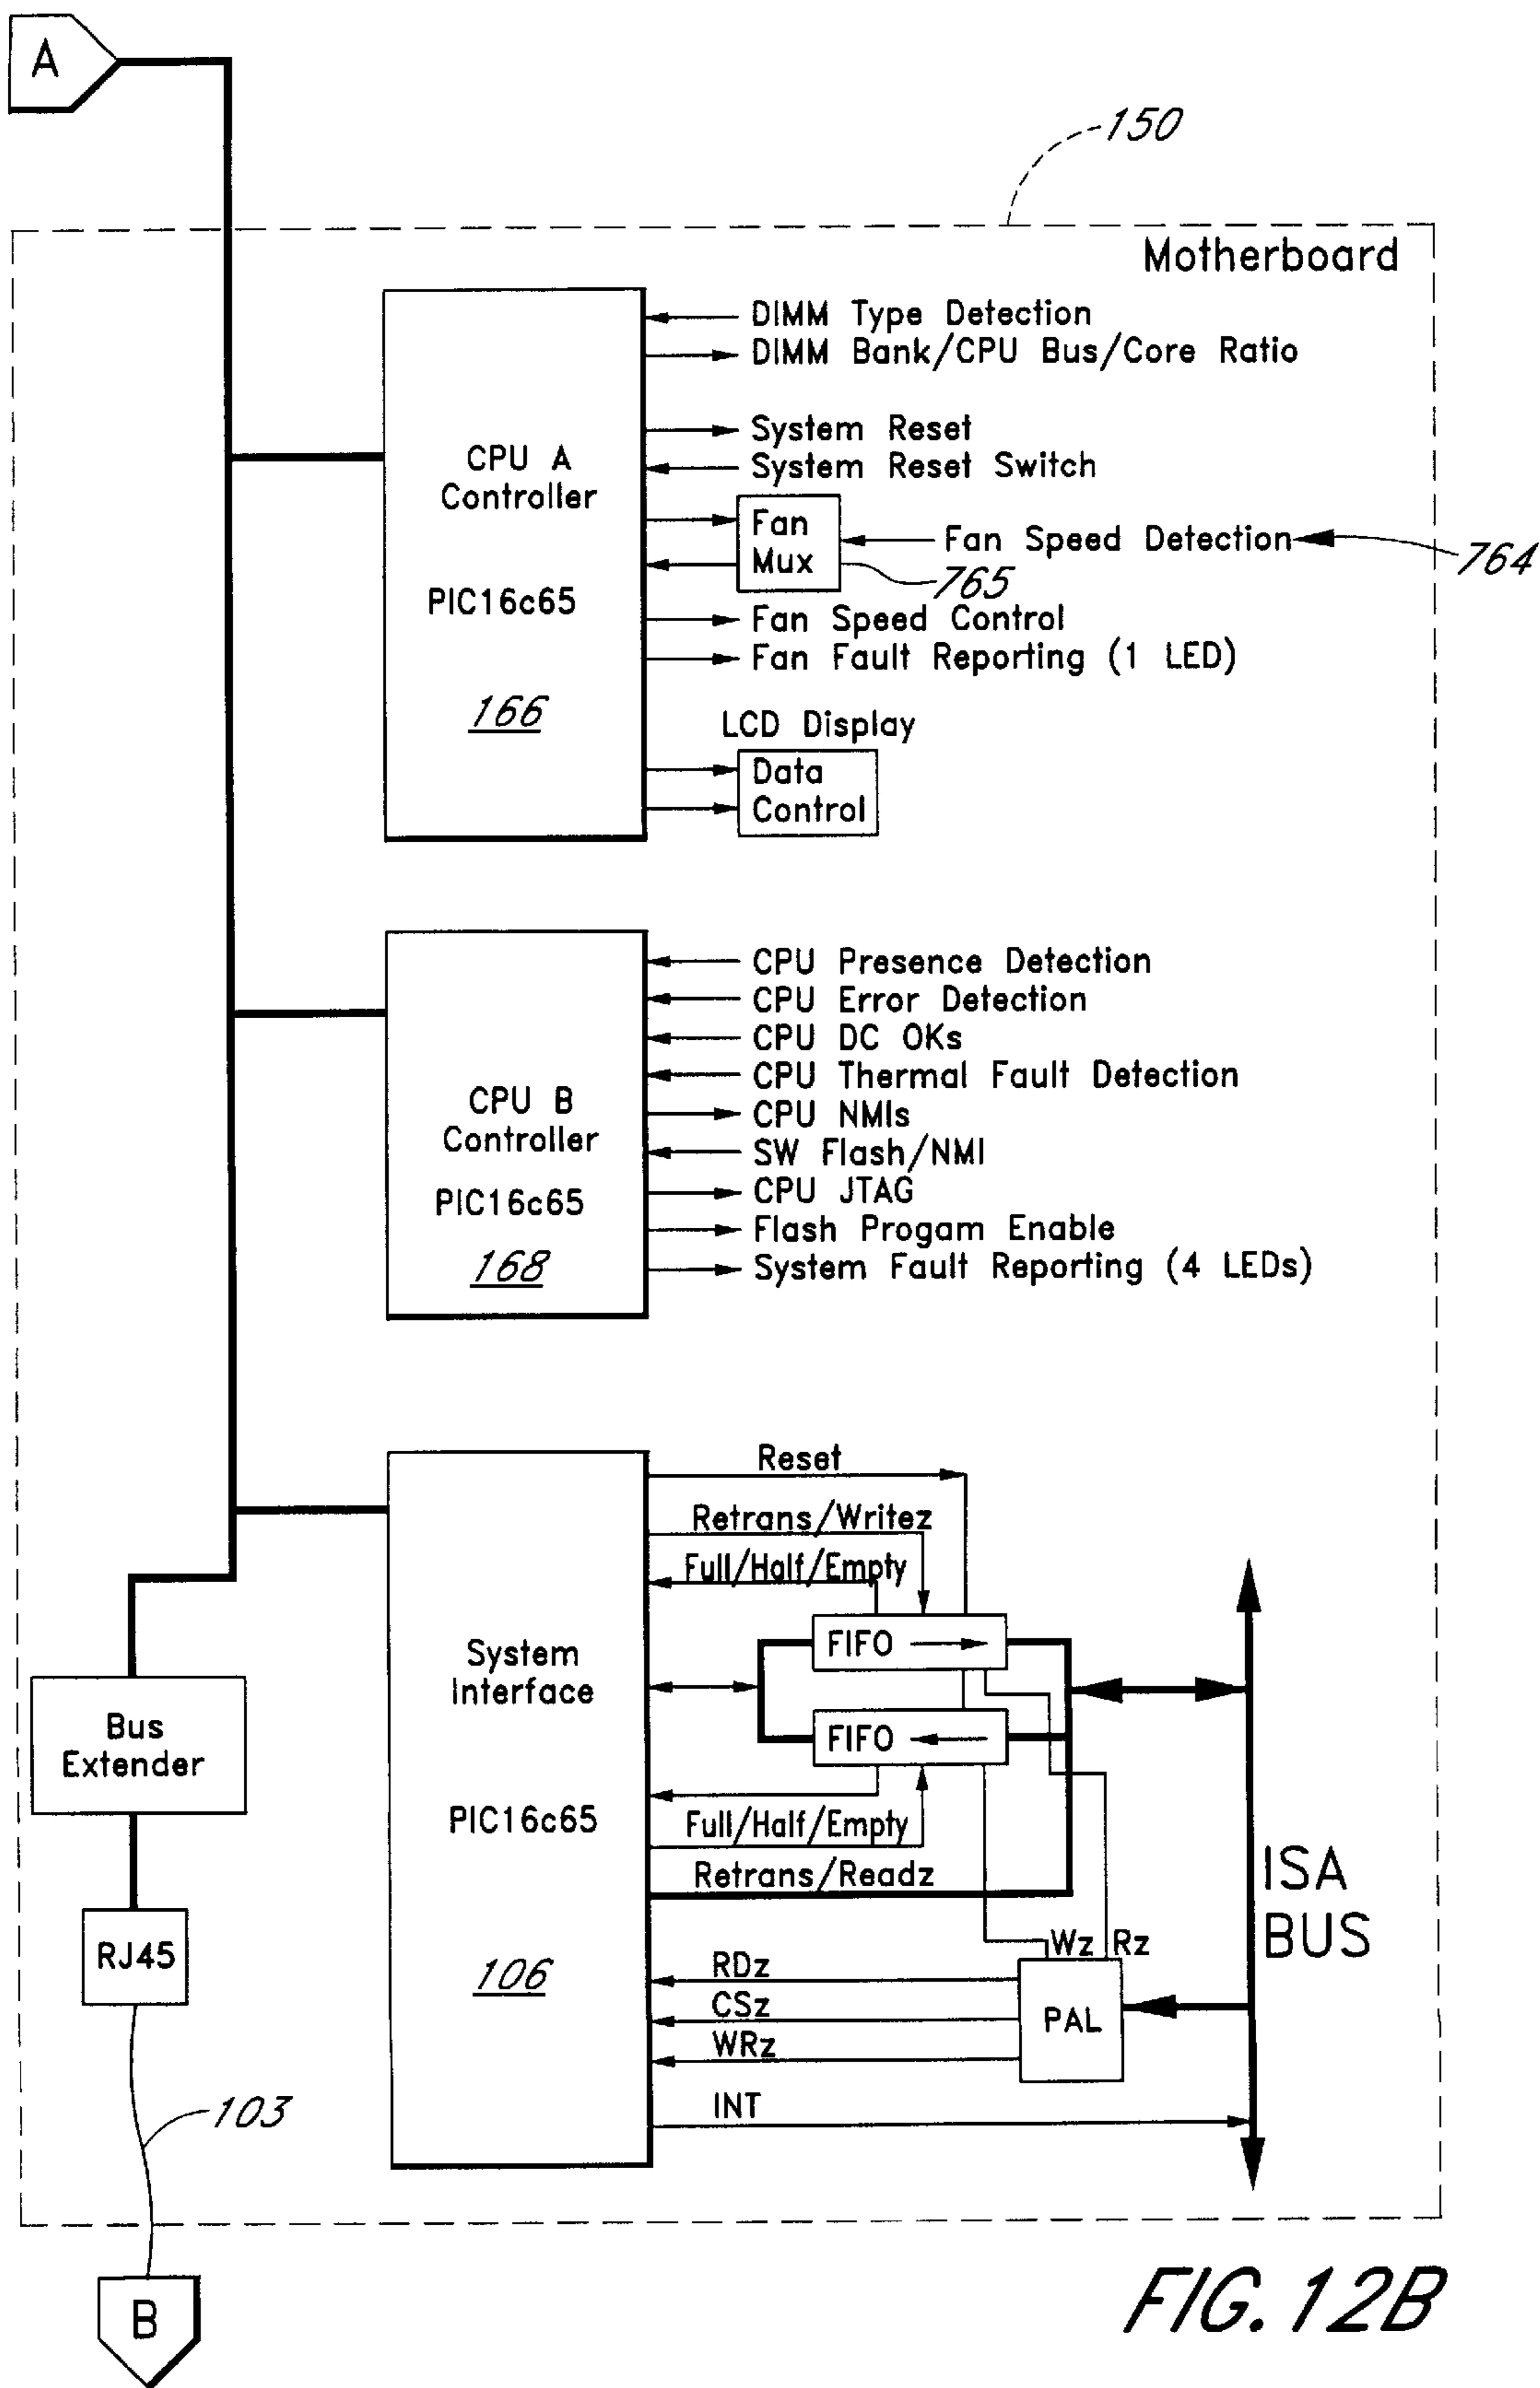 A
150
Motherboard
DIMM Type Detection
DIMM Bank/CPU Bus/Core Ratio
System Reset
System Reset Switch
CPU A
Controller
PIC16c65
166
Fan
Mux
Fan Speed Detection
764
765
Fan Speed Control
Fan Fault Reporting (1 LED)
LCD Display
Data
Control
CPU B
Controller
PIC16c65
168
CPU Presence Detection
CPU Error Detection
CPU DC OKs
CPU Thermal Fault Detection
CPU NMIs
SW Flash/NMI
CPU JTAG
Flash Progam Enable
System Fault Reporting (4 LEDs)
System
Interface
PIC16c65
106
Reset
Retrans/Writez
Full/Half/Empty
FIFO
FIFO
Full/Half/Empty
Retrans/Readz
Wz Rz
RDz
CSz
WRz
INT
PAL
ISA
BUS
Bus
Extender
RJ45
103
B
FIG. 12B